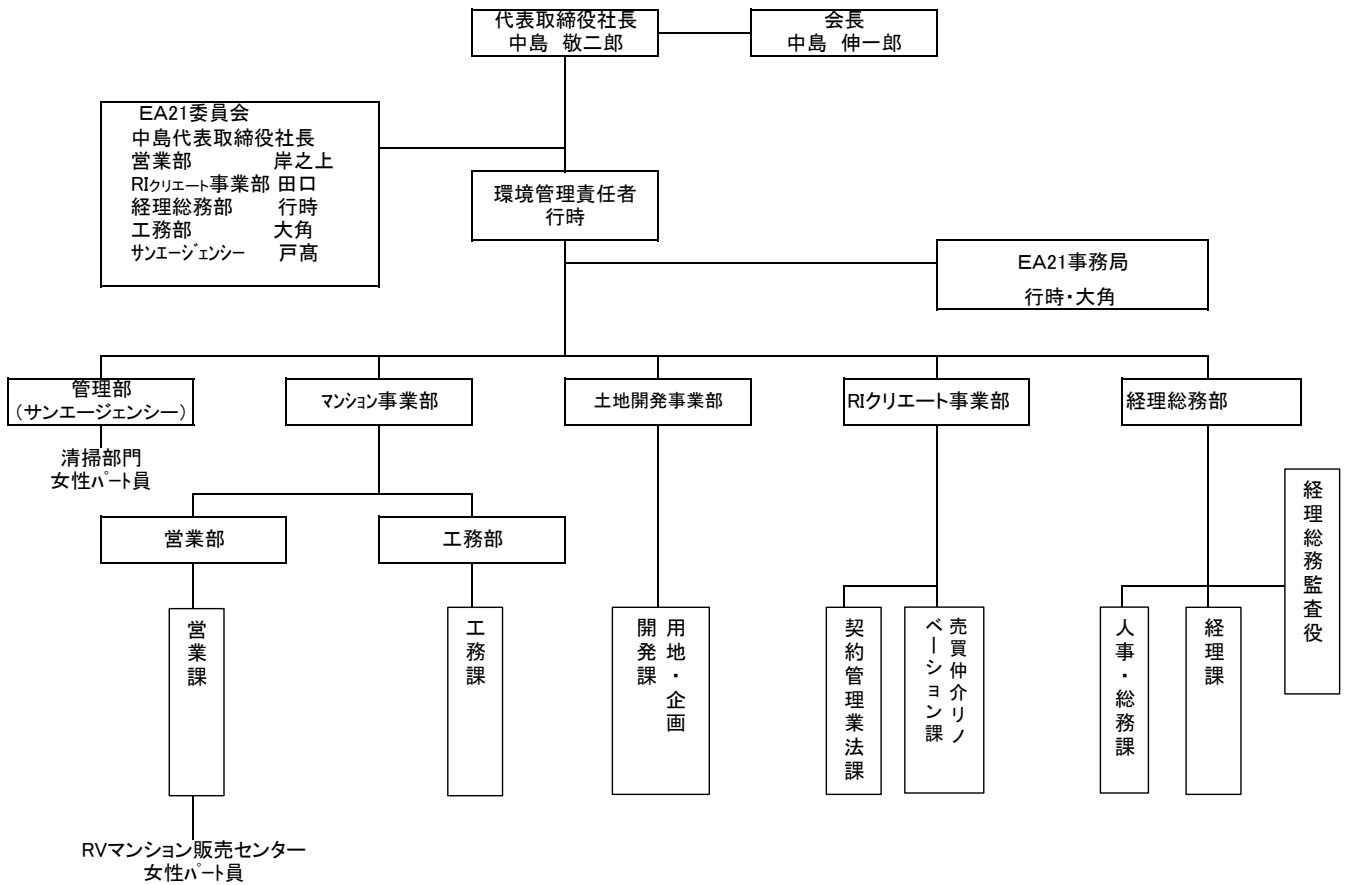 代表取締役社長
中島 敬二郎
会長
中島 伸一郎
EA21委員会
中島代表取締役社長
営業部 岸之上
RIクリエート事業部 田口
経理総務部 行時
工務部 大角
サンエージェンシー 戸髙
環境管理責任者
行時
EA21事務局
行時・大角
管理部
(サンエージェンシー)
マンション事業部
土地開発事業部
RIクリエート事業部
経理総務部
清掃部門
女性パート員
営業部
工務部
経理総務監査役
営業課
工務課
用地・企画
開発課
契約管理業法課
売買仲介リノ
ベーション課
人事・総務課
経理課
RVマンション販売センター
女性パート員